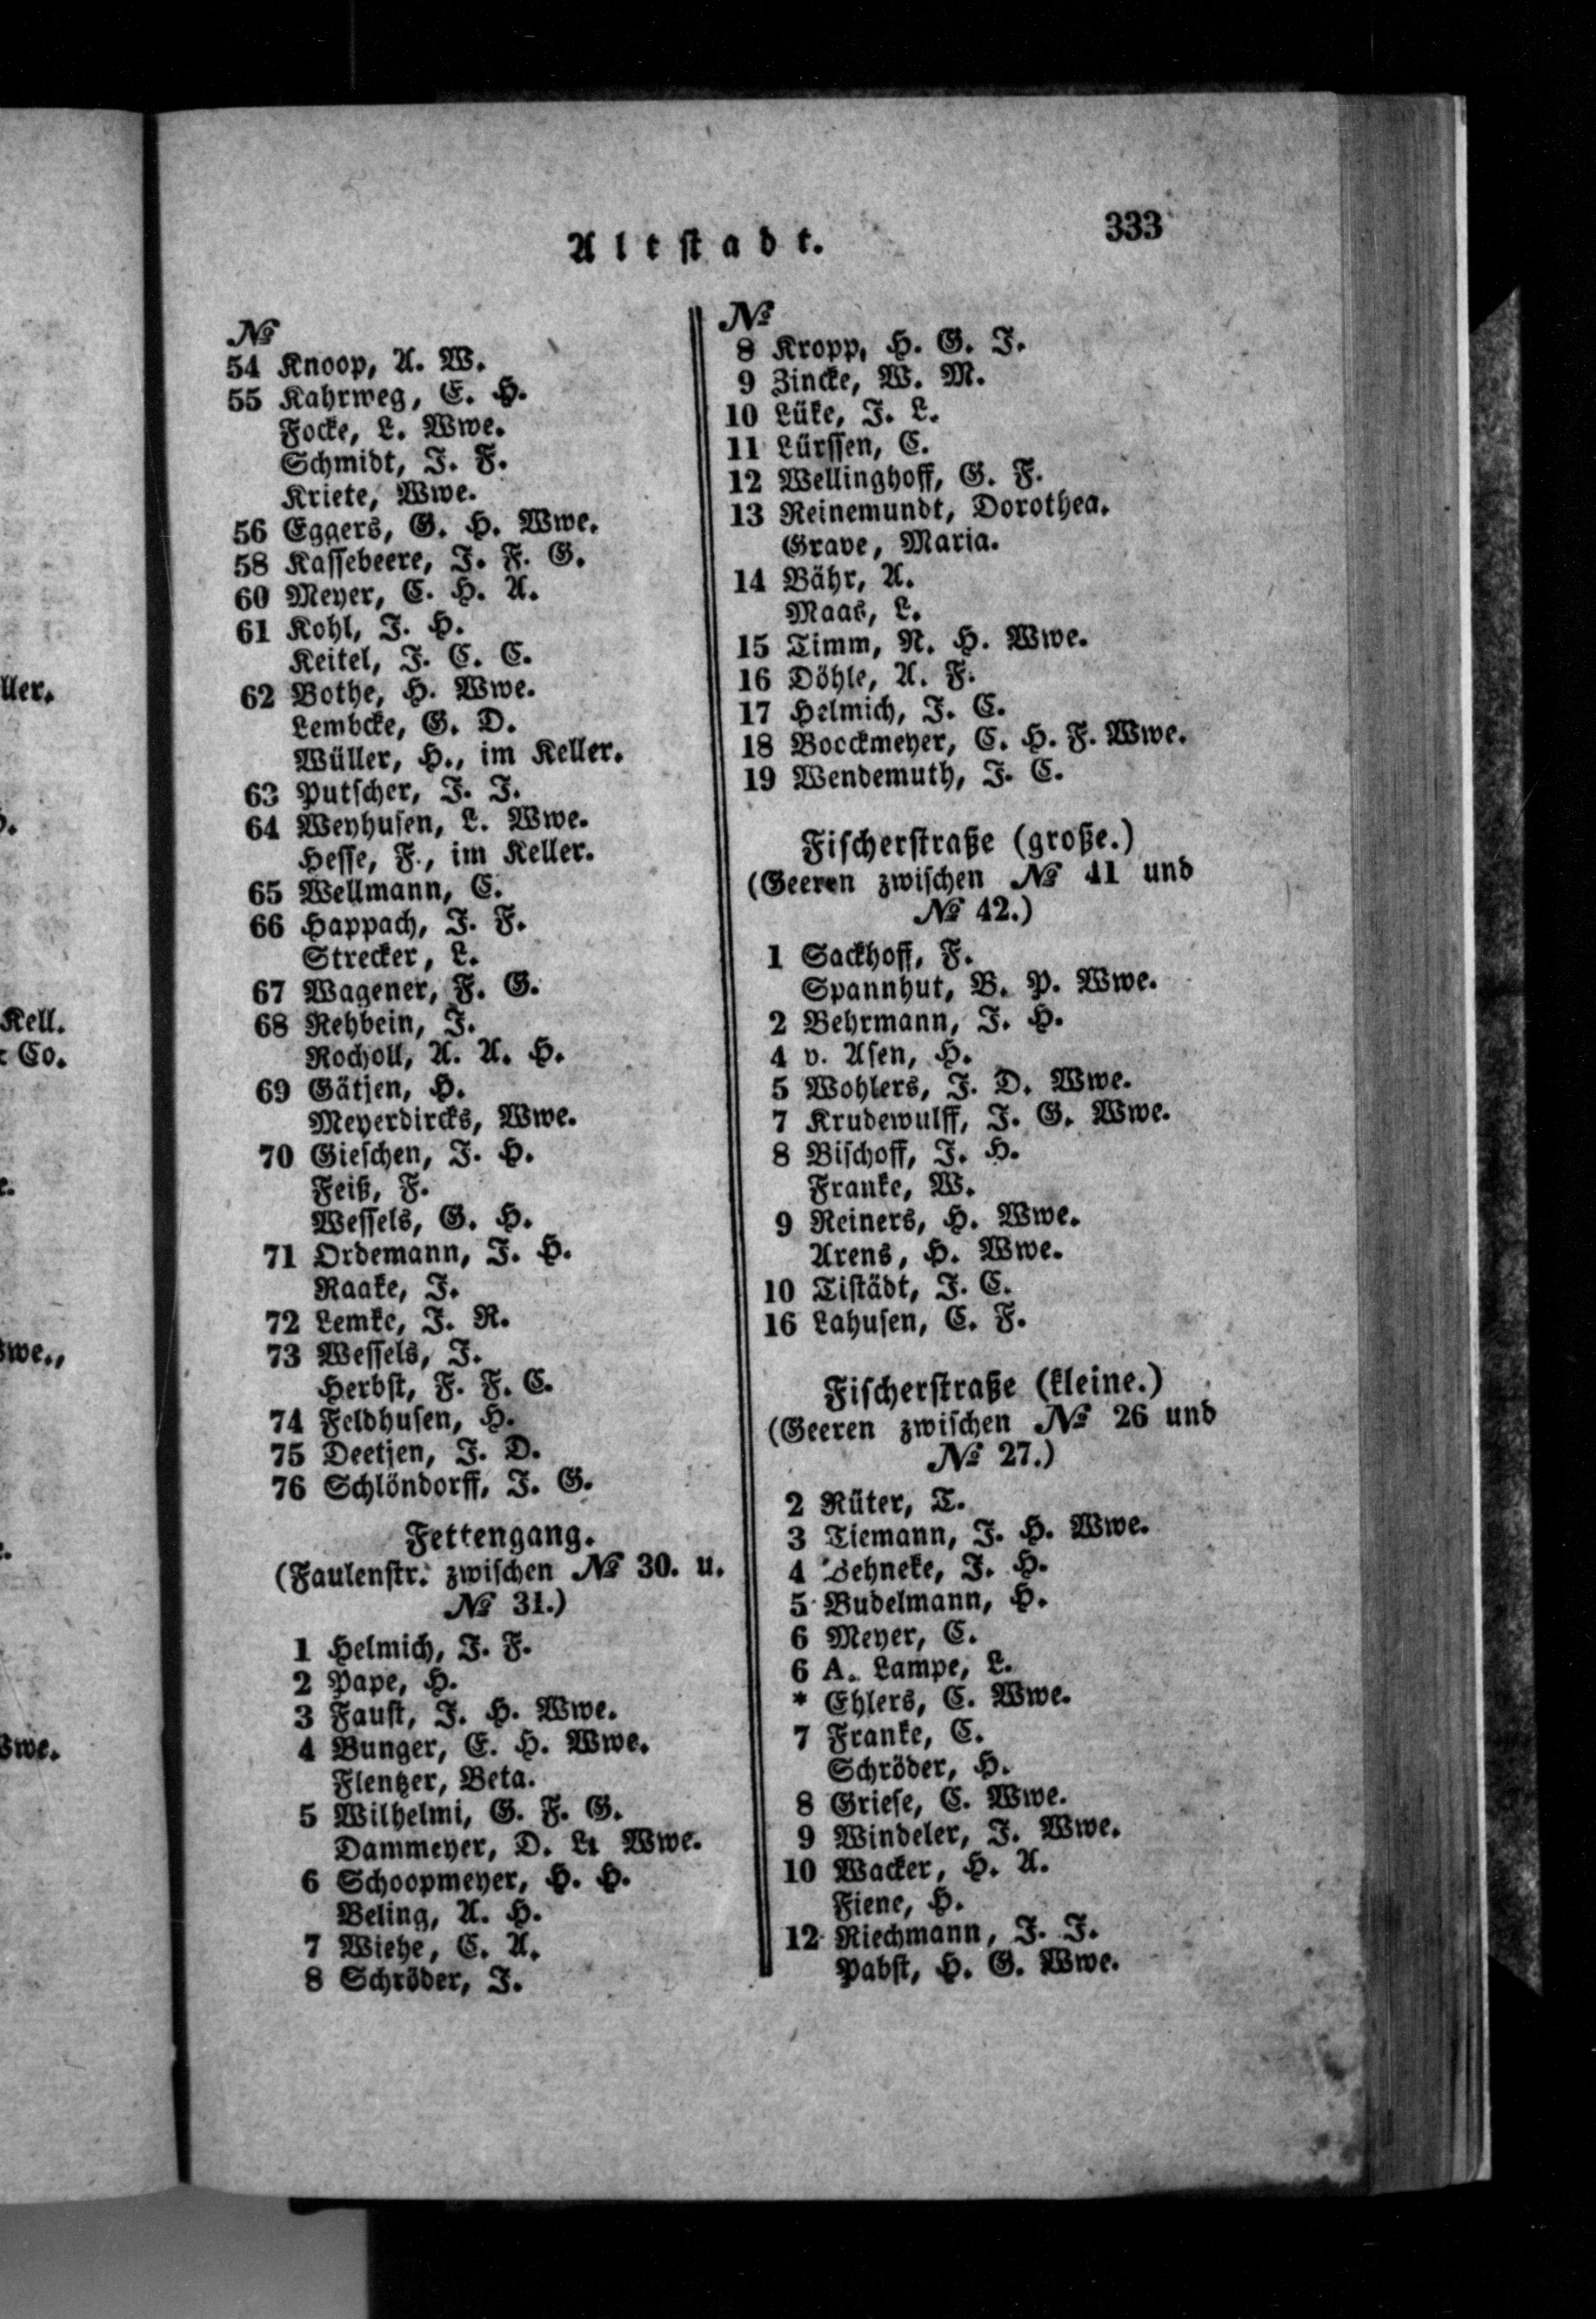 Altstadt.
333
№
54 Knoop, A. W.
55 Kahrweg, E. H.
Focke, L. Wwe.
Schmidt, J. F.
Kriete, Wwe.
56 Eggers, G. H. Wwe.
58 Kassebeere, J. F. G.
60 Meyer, C. H. A.
61 Kohl, J. H.
Keitel, J. C. C.
62 Bothe, H. Wwe.
Lembcke, G. D.
Wüller, H., im Keller.
63 Putscher, J. J.
64 Weyhusen, L. Wwe.
Hesse, F., im Keller.
65 Wellmann, C.
66 Happach, J. F.
Strecker, L.
67 Wagener, F. G.
68 Rehbein, J.
Rocholl, A. A. H.
69 Gätjen, H.
Meyerdircks, Wwe.
70 Gieschen, J. H.
Feiß, F.
Wessels, G. H.
71 Ordemann, J. H.
Raake, J.
72 Lemke, J. R.
73 Wessels, J.
Herbst, F. F. C.
74 Feldhusen, H.
75 Deetjen, J. D.
76 Schlöndorff, J. G.
Fettengang.
(Faulenstr. zwischen № 30. u.
№ 31.)
1 Helmich, J. F.
2 Pape, H.
3 Faust, J. H. Wwe.
4 Bunger, E. H. Wwe.
Flentzer, Beta.
5 Wilhelmi, G. F. G.
Dammeyer, D. L. Wwe.
6 Schoopmeyer, H. H.
Beling, A. H.
7 Wiehe, C. A.
8 Schröder, J.
№
8 Kropp, H. G. J.
9 Zincke, W. M.
10 Lüke, J. L.
11 Lürssen, C.
12 Wellinghoff, G. F.
13 Reinemundt, Dorothea.
Grave, Maria.
14 Bähr, A.
Maas, L.
15 Timm, N. H. Wwe.
16 Döhle, A. F.
17 Helmich, J. C.
18 Boeckmeyer, C. H. F. Wwe.
19 Wendemuth, J. C.
Fischerstraße (große.)
(Geeren zwischen № 41 und
№ 42.)
1 Sackhoff, F.
Spannhut, B. P. Wwe.
2 Behrmann, J. H.
4 v. Asen, H.
5 Wohlers, J. D. Wwe.
7 Krudewulff, J. G. Wwe.
8 Bischoff, J. H.
Franke, W.
9 Reiners, H. Wwe.
Arens, H. Wwe.
10 Tistädt, J. C.
16 Lahusen, C. F.
Fischerstraße (kleine.)
(Geeren zwischen № 26 und
№ 27.)
2 Rüter, T.
3 Tiemann, J. H. Wwe.
4 Behneke, J. H.
5 Budelmann, H.
6 Meyer, C.
6 A. Lampe, L.
* Ehlers, C. Wwe.
7 Franke, C.
Schröder, H.
8 Griese, C. Wwe.
9 Windeler, J. Wwe.
10 Wacker, H. A.
Fiene, H.
12 Riechmann, J. J.
Pabst, H. G. Wwe.